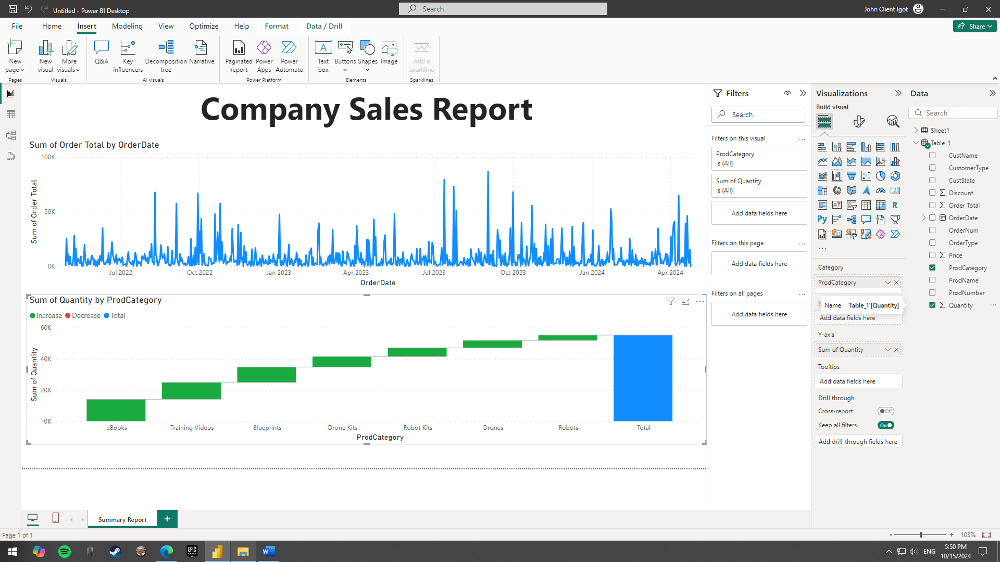 Untitled - Power BI Desktop
Search
John Client Igot
File Home Insert Modeling View Optimize Help Format Data / Drill
Share
New page
New visual
More visuals
Q&A
Key influencers
Decomposition tree
Narrative
Paginated report
Power Apps
Power Automate
Text box
Buttons
Shapes
Image
Add a sparkline
Pages
Visuals
AI visuals
Power Platform
Elements
Sparklines
Company Sales Report
Sum of Order Total by OrderDate
Sum of Order Total
100K
50K
0K
Jul 2022 Oct 2022 Jan 2023 Apr 2023 Jul 2023 Oct 2023 Jan 2024 Apr 2024
OrderDate
Sum of Quantity by ProdCategory
Increase Decrease Total
Sum of Quantity
60K
40K
20K
0K
eBooks Training Videos Blueprints Drone Kits Robot Kits Drones Robots Total
ProdCategory
Filters
Search
Filters on this visual
ProdCategory
is (All)
Sum of Quantity
is (All)
Add data fields here
Filters on this page
Add data fields here
Filters on all pages
Add data fields here
Visualizations
Build visual
R
Py
123
Category
ProdCategory
Name 'Table_1'[Quantity]
Add data fields here
Y-axis
Sum of Quantity
Tooltips
Add data fields here
Drill through
Cross-report Off
Keep all filters On
Add drill-through fields here
Data
Search
Sheet1
Table_1
CustName
CustomerType
CustState
Discount
Order Total
OrderDate
OrderNum
OrderType
Price
ProdCategory
ProdName
ProdNumber
Quantity
DAX
Summary Report
Page 1 of 1
103%
EPIC GAMES
W
ENG
5:50 PM
10/15/2024